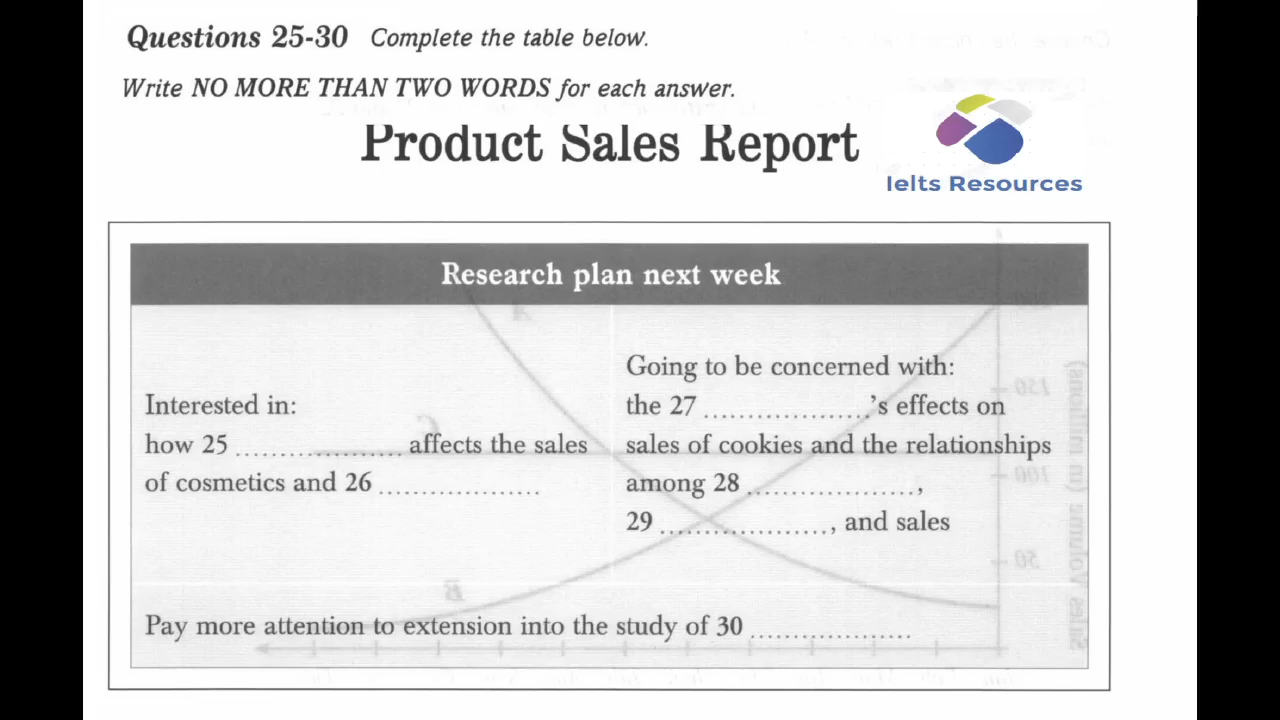 Questions 25-30 Complete the table below.
Write NO MORE THAN TWO WORDS for each answer.
Product Sales Report
Ielts Resources
Research plan next week
Interested in:
how 25 .................... affects the sales
of cosmetics and 26 ...................
Going to be concerned with:
the 27 ....................'s effects on
sales of cookies and the relationships
among 28 ....................,
29 ...................., and sales
Pay more attention to extension into the study of 30 ...................